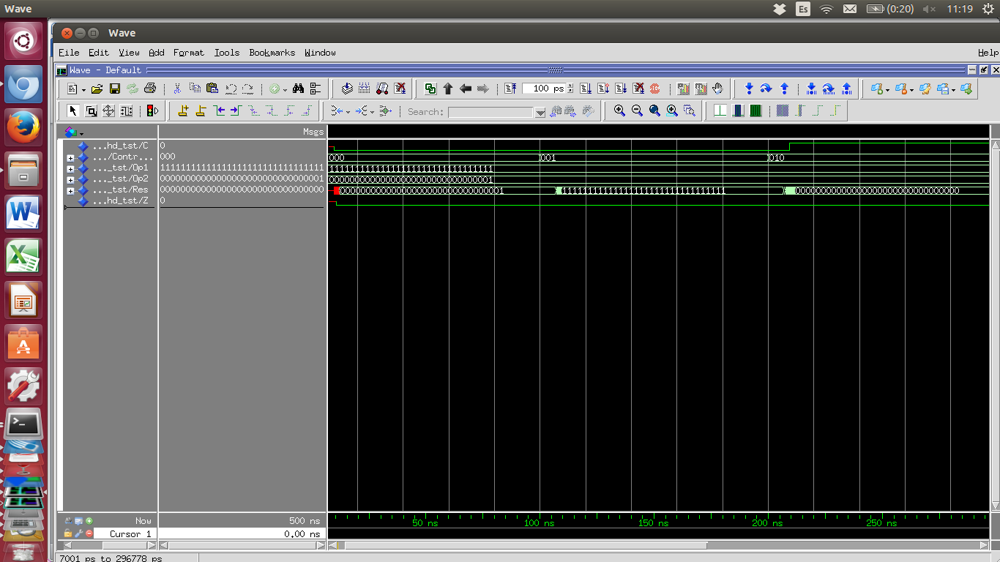 Wave
Es
(0:20)
11:19
Wave
File Edit View Add Format Tools Bookmarks Window Help
Wave - Default
100 ps
Search:
Msgs
...hd_tst/C 0
.../Contr... 000 000 001 010
..._tst/Op1 11111111111111111111111111111111 11111111111111111111111111111111
..._tst/Op2 00000000000000000000000000000001 00000000000000000000000000000001
..._tst/Res 00000000000000000000000000000000 00000000000000000000000000000001 11111111111111111111111111111111 00000000000000000000000000000000
...hd_tst/Z 0
Now 500 ns 50 ns 100 ns 150 ns 200 ns 250 ns
Cursor 1 0.00 ns
7001 ps to 296778 ps